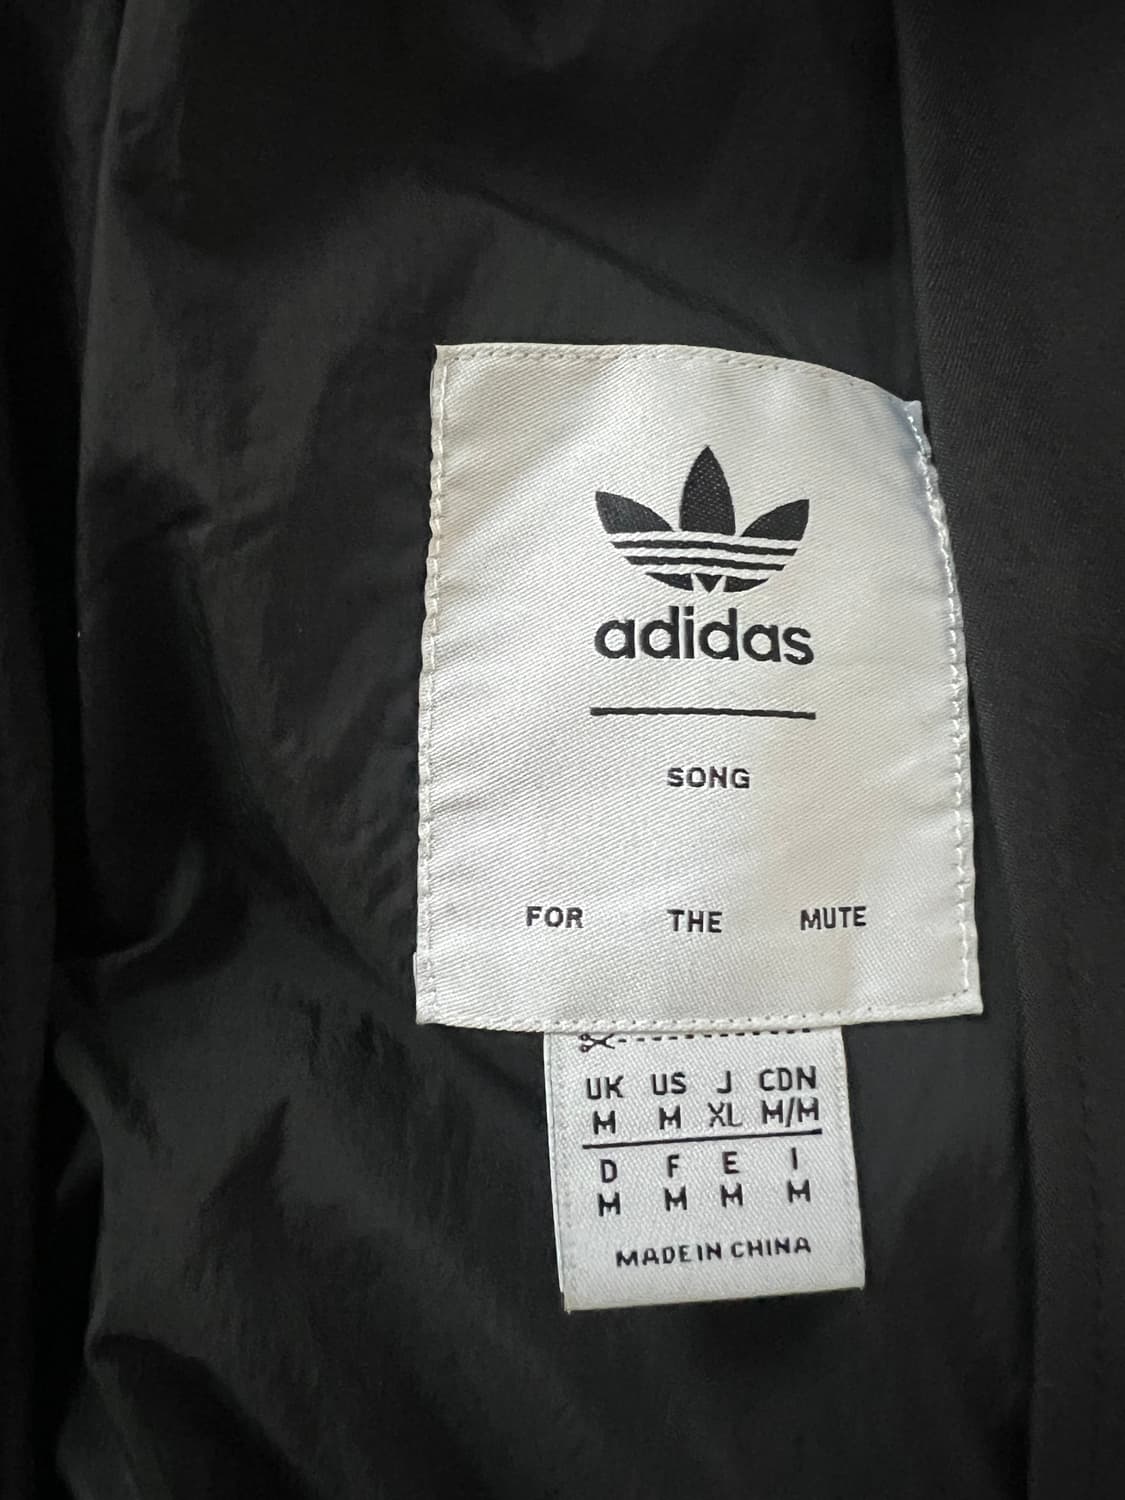 adidas
SONG
FOR THE MUTE
UK US J CDN
M M XL M/M
D F E I
M M M M
MADE IN CHINA